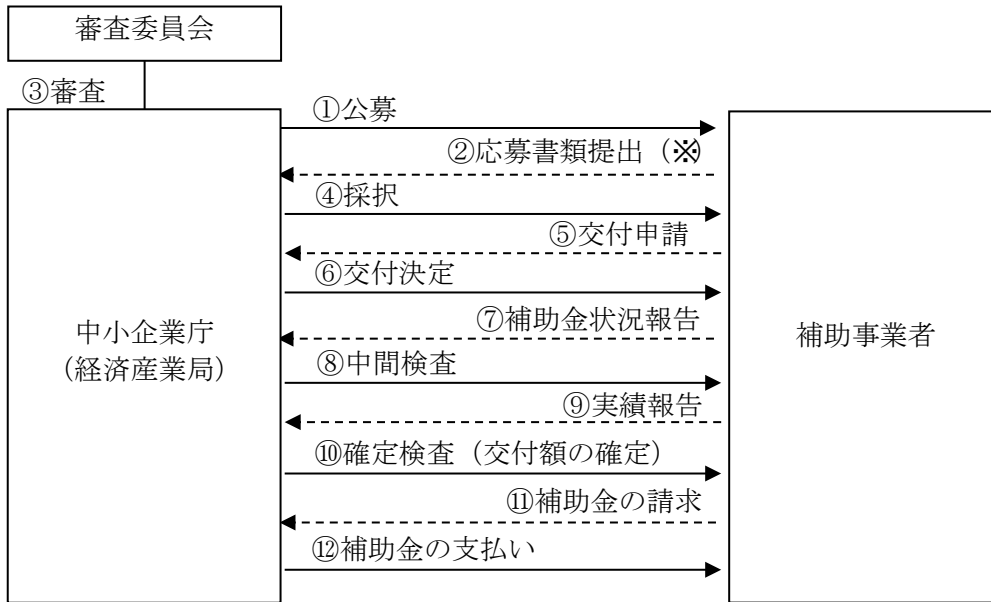 審査委員会
③審査
①公募
②応募書類提出（※）
④採択
⑤交付申請
⑥交付決定
⑦補助金状況報告
中小企業庁
（経済産業局）
補助事業者
⑧中間検査
⑨実績報告
⑩確定検査（交付額の確定）
⑪補助金の請求
⑫補助金の支払い